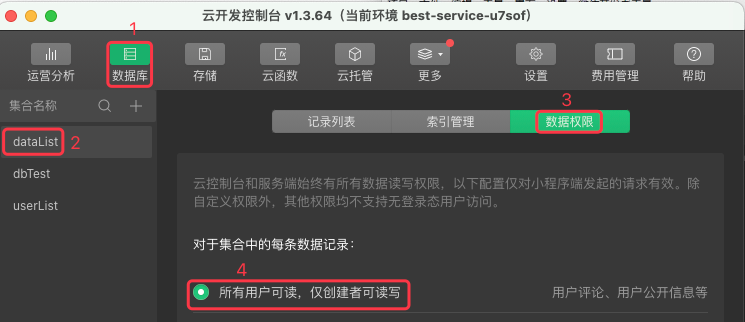 云开发控制台 v1.3.64（当前环境 best-service-u7sof）
1
运营分析 数据库 存储 云函数 云托管 更多 设置 费用管理 帮助
集合名称
3
记录列表 索引管理 数据权限
dataList 2
dbTest
userList
云控制台和服务端始终有所有数据读写权限，以下配置仅对小程序端发起的请求有效。除
自定义权限外，其他权限均不支持无登录态用户访问。
对于集合中的每条数据记录：
4
所有用户可读，仅创建者可读写 用户评论、用户公开信息等